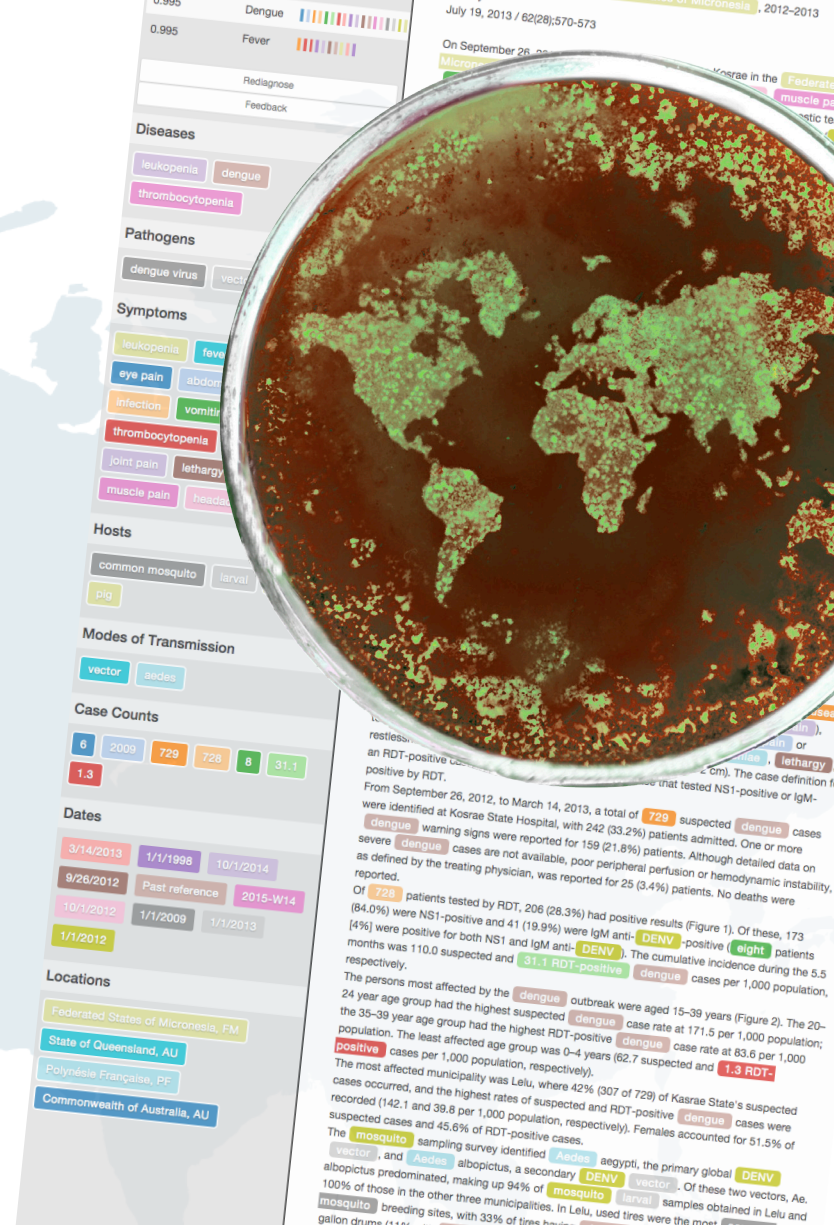 0.995
Dengue
0.995
Fever
Rediagnose
Feedback
Diseases
leukopenia dengue
thrombocytopenia
Pathogens
dengue virus
Symptoms
leukopenia
eye pain
infection
thrombocytopenia
joint pain lethargy
muscle pain
Hosts
common mosquito larval
pig
Modes of Transmission
vector aedes
Case Counts
6 2009 729 728 8 31.1
1.3
Dates
3/14/2013 1/1/1998 10/1/2014
9/26/2012 Past reference 2015-W14
10/1/2012 1/1/2009 1/1/2013
1/1/2012
Locations
Federated States of Micronesia, FM
State of Queensland, AU
Polynésie Française, PF
Commonwealth of Australia, AU
of Micronesia , 2012–2013
July 19, 2013 / 62(28);570-573
On September 26, Kosrae in the
muscle
or
lethargy
an RDT-positive 2 cm). The case definition
positive by RDT. that tested NS1-positive or IgM-
From September 26, 2012, to March 14, 2013, a total of 729 suspected dengue cases
were identified at Kosrae State Hospital, with 242 (33.2%) patients admitted. One or more
dengue warning signs were reported for 159 (21.8%) patients. Although detailed data on
severe dengue cases are not available, poor peripheral perfusion or hemodynamic instability,
as defined by the treating physician, was reported for 25 (3.4%) patients. No deaths were
reported.
Of 728 patients tested by RDT, 206 (28.3%) had positive results (Figure 1). Of these, 173
(84.0%) were NS1-positive and 41 (19.9%) were IgM anti- DENV -positive ( eight patients
[4%] were positive for both NS1 and IgM anti- DENV ). The cumulative incidence during the 5.5
months was 110.0 suspected and 31.1 RDT-positive dengue cases per 1,000 population,
respectively.
The persons most affected by the dengue outbreak were aged 15–39 years (Figure 2). The 20–
24 year age group had the highest suspected dengue case rate at 171.5 per 1,000 population;
the 35–39 year age group had the highest RDT-positive dengue case rate at 83.6 per 1,000
population. The least affected age group was 0–4 years (62.7 suspected and 1.3 RDT-
positive cases per 1,000 population, respectively).
The most affected municipality was Lelu, where 42% (307 of 729) of Kasrae State's suspected
cases occurred, and the highest rates of suspected and RDT-positive dengue cases were
recorded (142.1 and 39.8 per 1,000 population, respectively). Females accounted for 51.5% of
suspected cases and 45.6% of RDT-positive cases.
The mosquito sampling survey identified Aedes aegypti, the primary global DENV
vector , and Aedes albopictus, a secondary DENV vector . Of these two vectors, Ae.
albopictus predominated, making up 94% of mosquito larval samples obtained in Lelu and
100% of those in the other three municipalities. In Lelu, used tires were the most
mosquito breeding sites, with 33% of tires
gallon drums